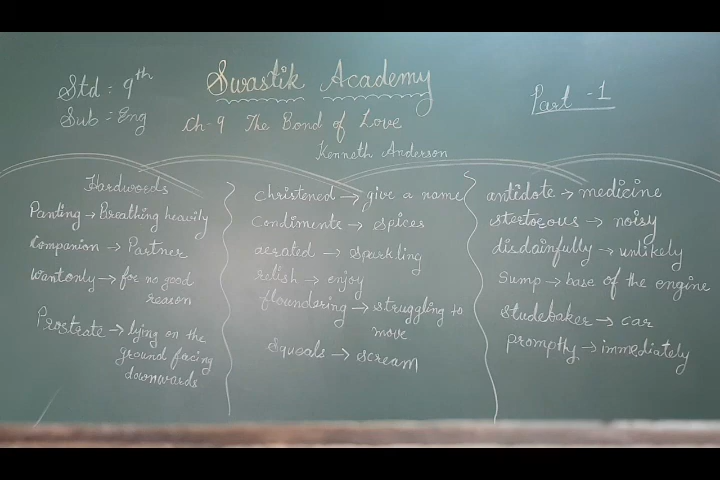 Std : 9th
Sub : Eng
Swastik Academy
Part - 1
Ch - 9 The Bond of Love
Kenneth Anderson
Hardwords
Panting → Breathing heavily
Companion → Partner
Wantonly → for no good
reason
Prostrate → lying on the
ground facing
downwards
christened → give a name
Condiments → spices
aerated → sparkling
relish → enjoy
floundering → struggling to
move
Squeals → scream
antidote → medicine
stertorous → noisy
disdainfully → unlikely
Sump → base of the engine
studebaker → car
promptly → immediately